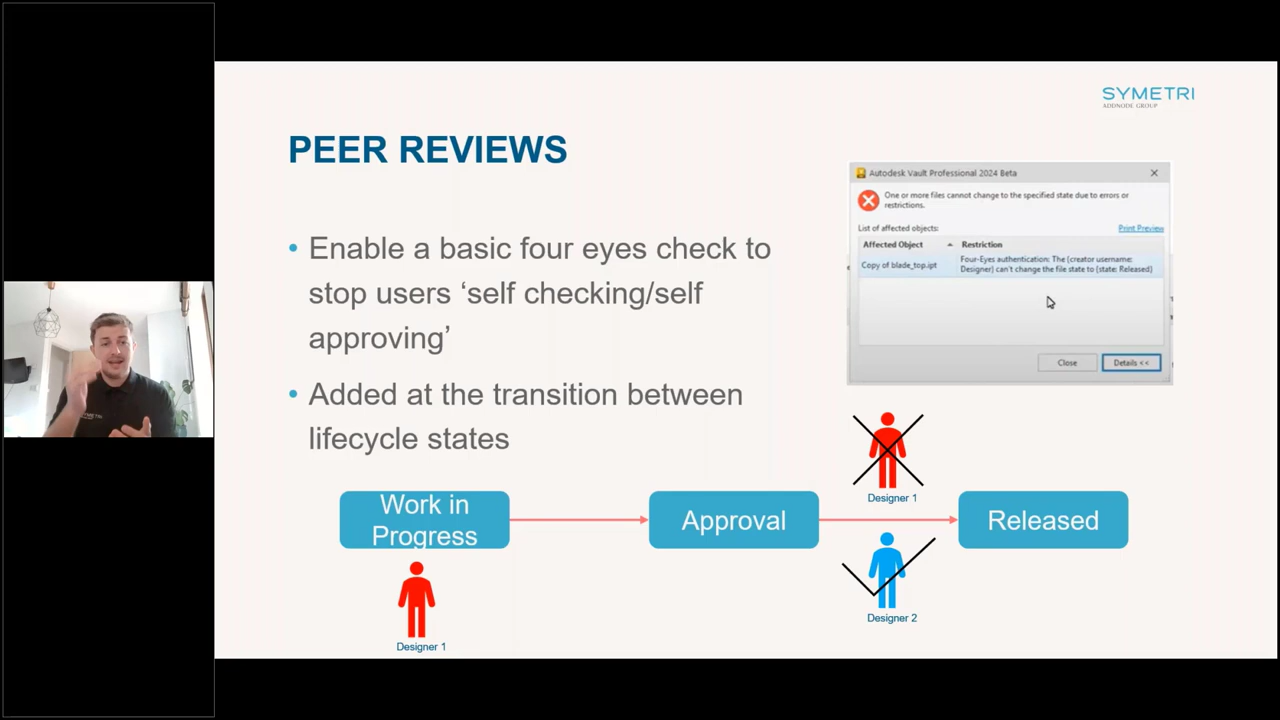 SYMETRI
ADDNODE GROUP
PEER REVIEWS
• Enable a basic four eyes check to
stop users ‘self checking/self
approving’
• Added at the transition between
lifecycle states
Autodesk Vault Professional 2024 Beta
One or more files cannot change to the specified state due to errors or
restrictions.
List of affected objects:
Print Preview
Affected Object
Restriction
Copy of blade_top.ipt
Four-Eyes authentication: The (creator username:
Designer) can't change the file state to (state: Released)
Close
Details <<
Designer 1
Work in
Progress
Approval
Released
Designer 2
Designer 1
SYMETRI